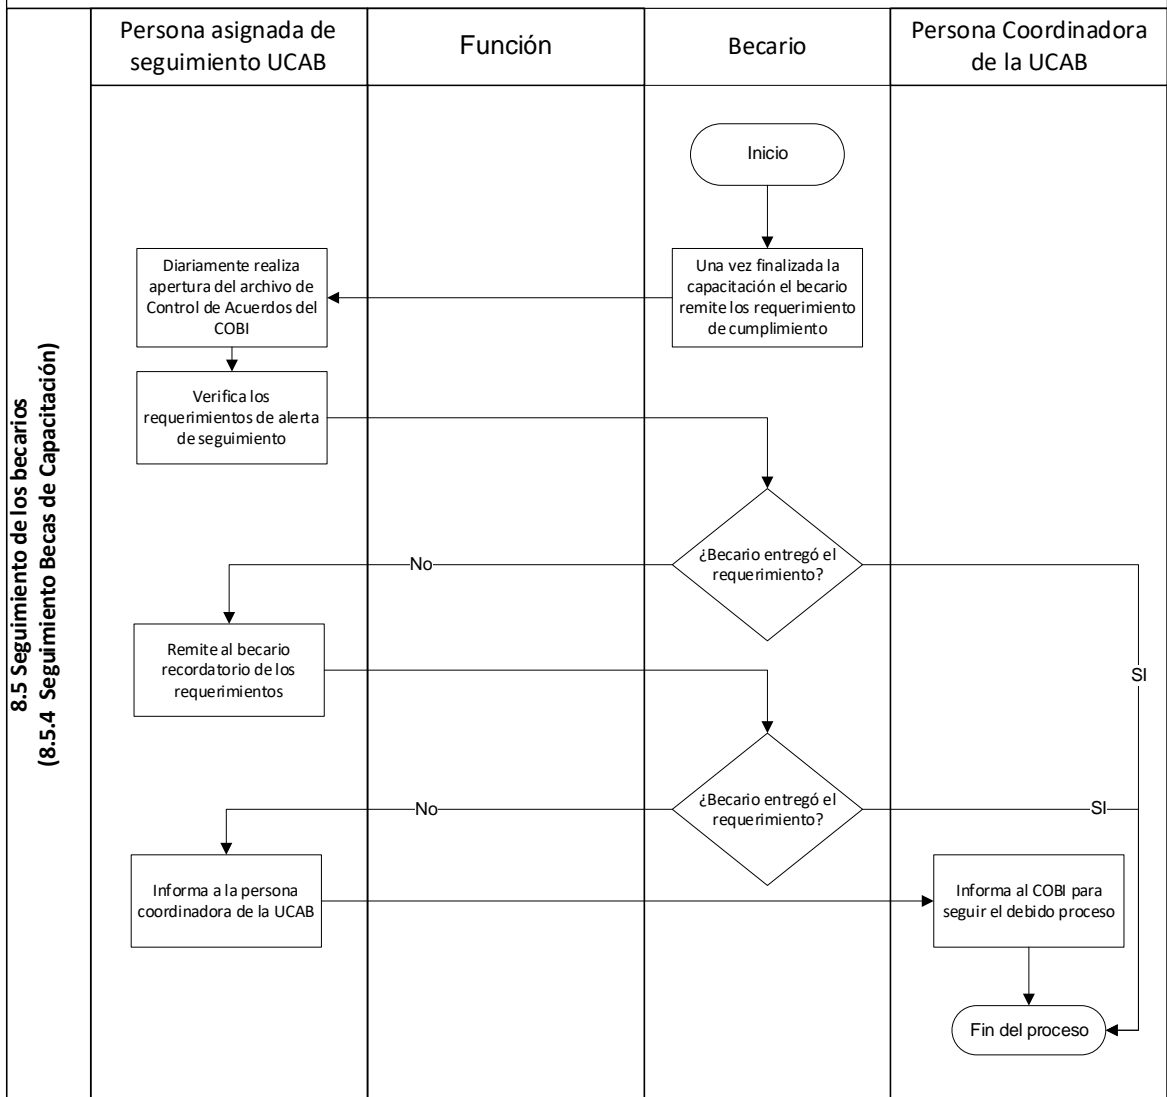 Persona asignada de
seguimiento UCAB
Función
Becario
Persona Coordinadora
de la UCAB
8.5 Seguimiento de los becarios
(8.5.4 Seguimiento Becas de Capacitación)
Inicio
Una vez finalizada la
capacitación el becario
remite los requerimiento
de cumplimiento
Diariamente realiza
apertura del archivo de
Control de Acuerdos del
COBI
Verifica los
requerimientos de alerta
de seguimiento
¿Becario entregó el
requerimiento?
No
SI
Remite al becario
recordatorio de los
requerimientos
¿Becario entregó el
requerimiento?
No
SI
Informa a la persona
coordinadora de la UCAB
Informa al COBI para
seguir el debido proceso
Fin del proceso